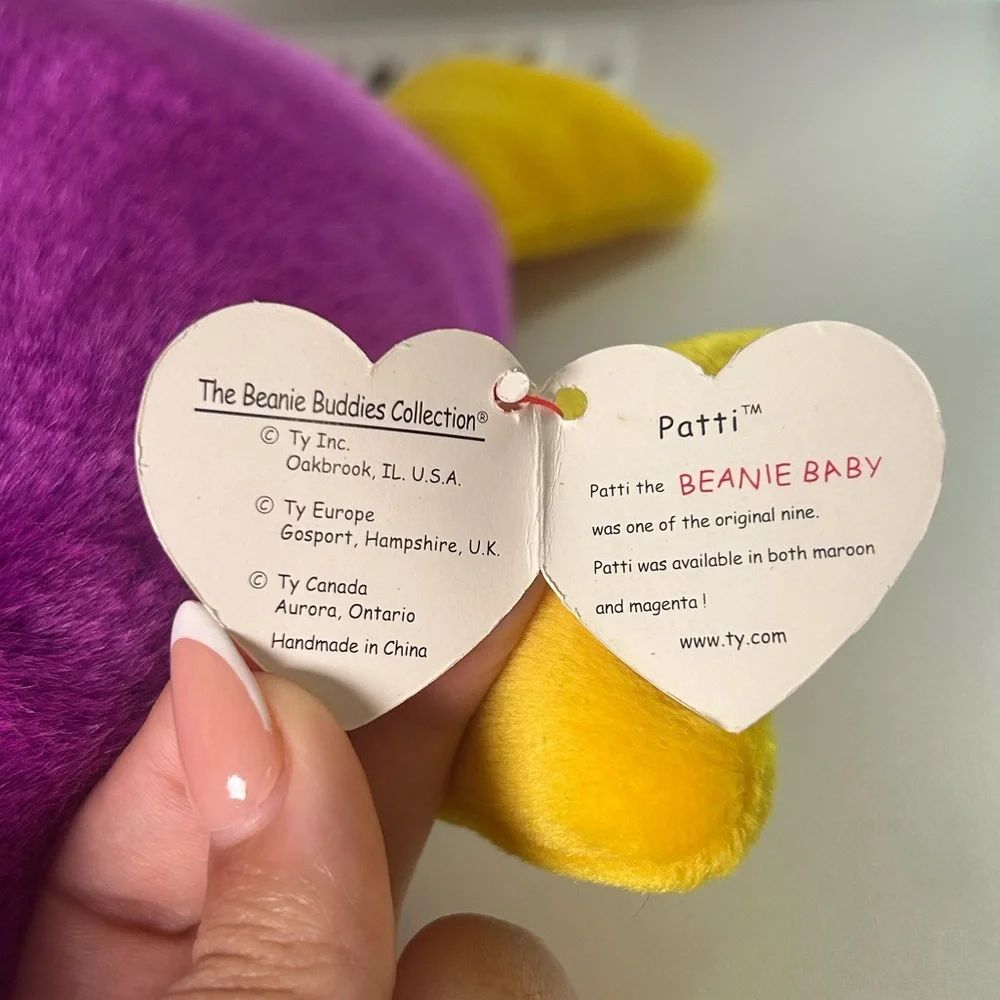 The Beanie Buddies Collection®
© Ty Inc.
Oakbrook, IL. U.S.A.
© Ty Europe
Gosport, Hampshire, U.K.
© Ty Canada
Aurora, Ontario
Handmade in China
Patti™
Patti the BEANIE BABY
was one of the original nine.
Patti was available in both maroon
and magenta !
www.ty.com